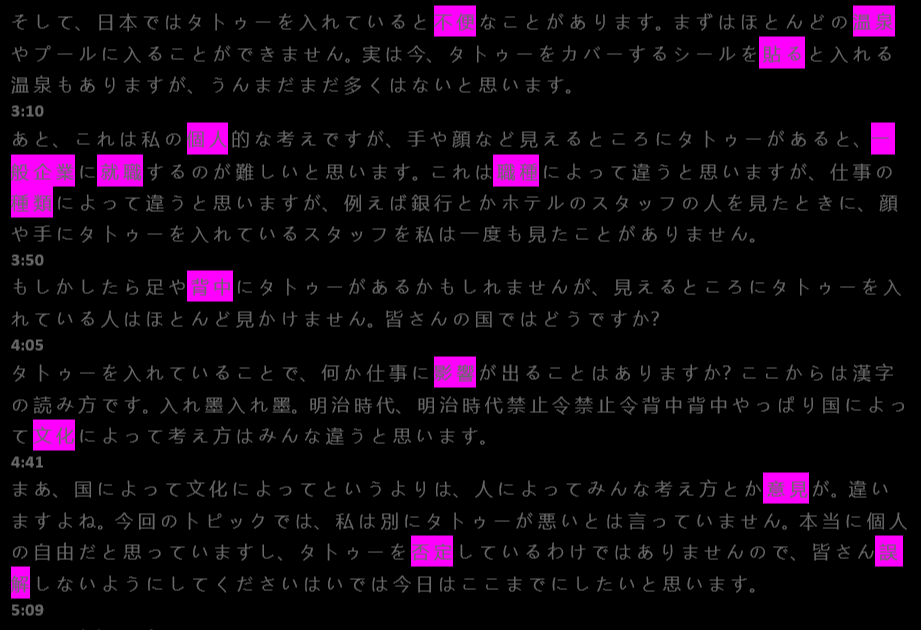 そして、日本ではタトゥーを入れていると不便なことがあります。まずはほとんどの温泉
やプールに入ることができません。実は今、タトゥーをカバーするシールを貼ると入れる
温泉もありますが、うんまだまだ多くはないと思います。
3:10
あと、これは私の個人的な考えですが、手や顔など見えるところにタトゥーがあると、一
般企業に就職するのが難しいと思います。これは職種によって違うと思いますが、仕事の
種類によって違うと思いますが、例えば銀行とかホテルのスタッフの人を見たときに、顔
や手にタトゥーを入れているスタッフを私は一度も見たことがありません。
3:50
もしかしたら足や背中にタトゥーがあるかもしれませんが、見えるところにタトゥーを入
れている人はほとんど見かけません。皆さんの国ではどうですか?
4:05
タトゥーを入れていることで、何か仕事に影響が出ることはありますか? ここからは漢字
の読み方です。入れ墨入れ墨。明治時代、明治時代禁止令禁止令背中背中やっぱり国によっ
て文化によって考え方はみんな違うと思います。
4:41
まあ、国によって文化によってというよりは、人によってみんな考え方とか意見が。違い
ますよね。今回のトピックでは、私は別にタトゥーが悪いとは言っていません。本当に個人
の自由だと思っていますし、タトゥーを否定しているわけではありませんので、皆さん誤
解しないようにしてくださいはいでは今日はここまでにしたいと思います。
5:09